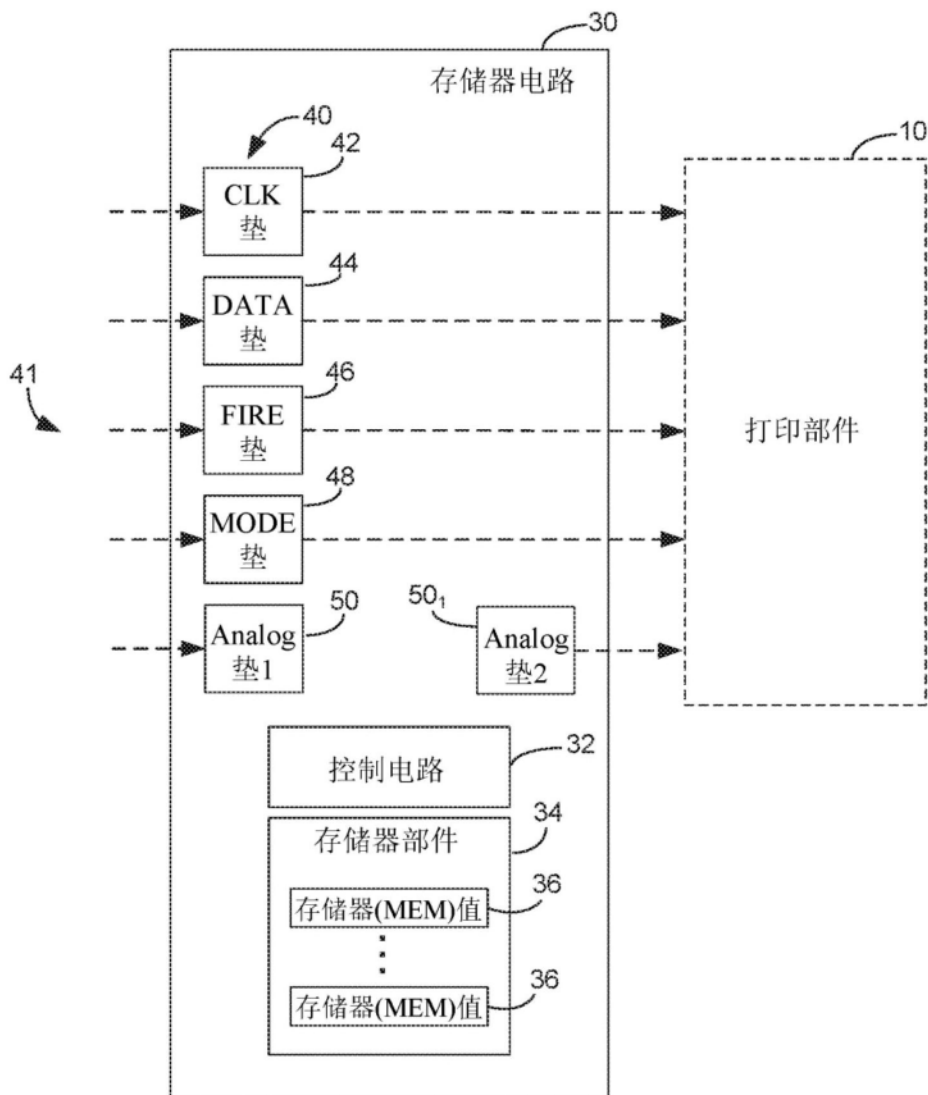 30
存储器电路
10
40
42
CLK
垫
44
DATA
垫
41
46
FIRE
垫
打印部件
48
MODE
垫
50
Analog
垫1
50₁
Analog
垫2
32
控制电路
34
存储器部件
36
存储器(MEM)值
36
存储器(MEM)值